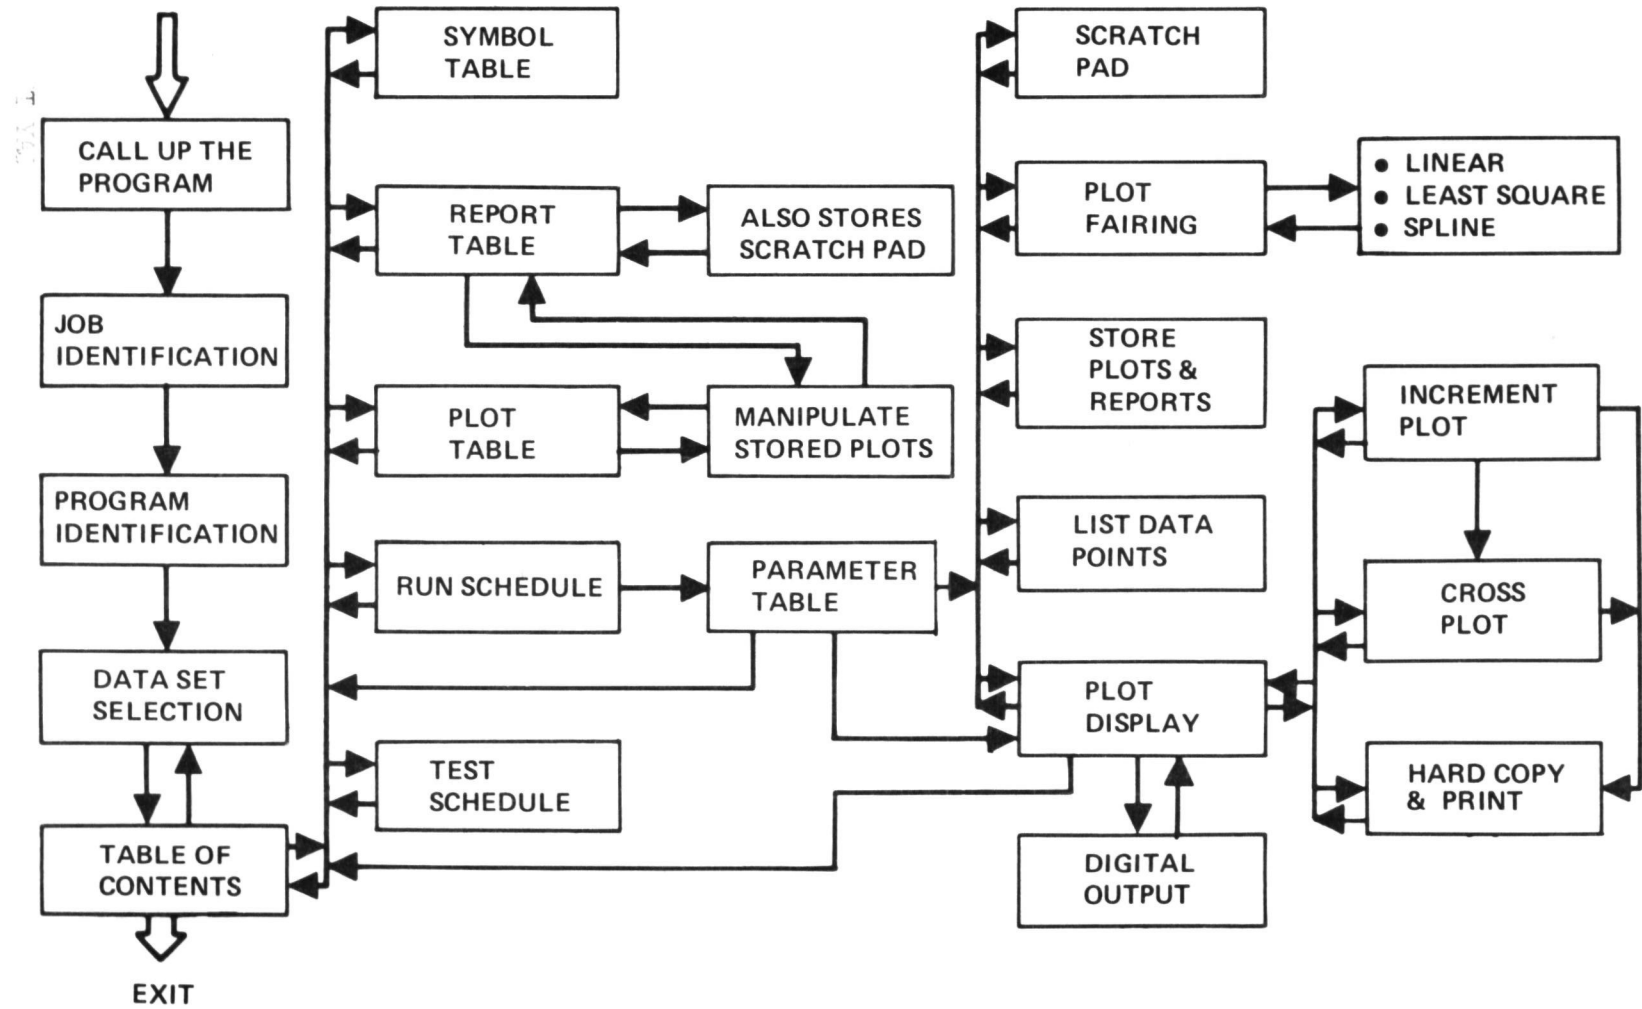 CALL UP THE
PROGRAM
JOB
IDENTIFICATION
PROGRAM
IDENTIFICATION
DATA SET
SELECTION
TABLE OF
CONTENTS
EXIT
SYMBOL
TABLE
REPORT
TABLE
ALSO STORES
SCRATCH PAD
PLOT
TABLE
MANIPULATE
STORED PLOTS
RUN SCHEDULE
PARAMETER
TABLE
TEST
SCHEDULE
SCRATCH
PAD
PLOT
FAIRING
• LINEAR
• LEAST SQUARE
• SPLINE
STORE
PLOTS &
REPORTS
LIST DATA
POINTS
PLOT
DISPLAY
DIGITAL
OUTPUT
INCREMENT
PLOT
CROSS
PLOT
HARD COPY
& PRINT